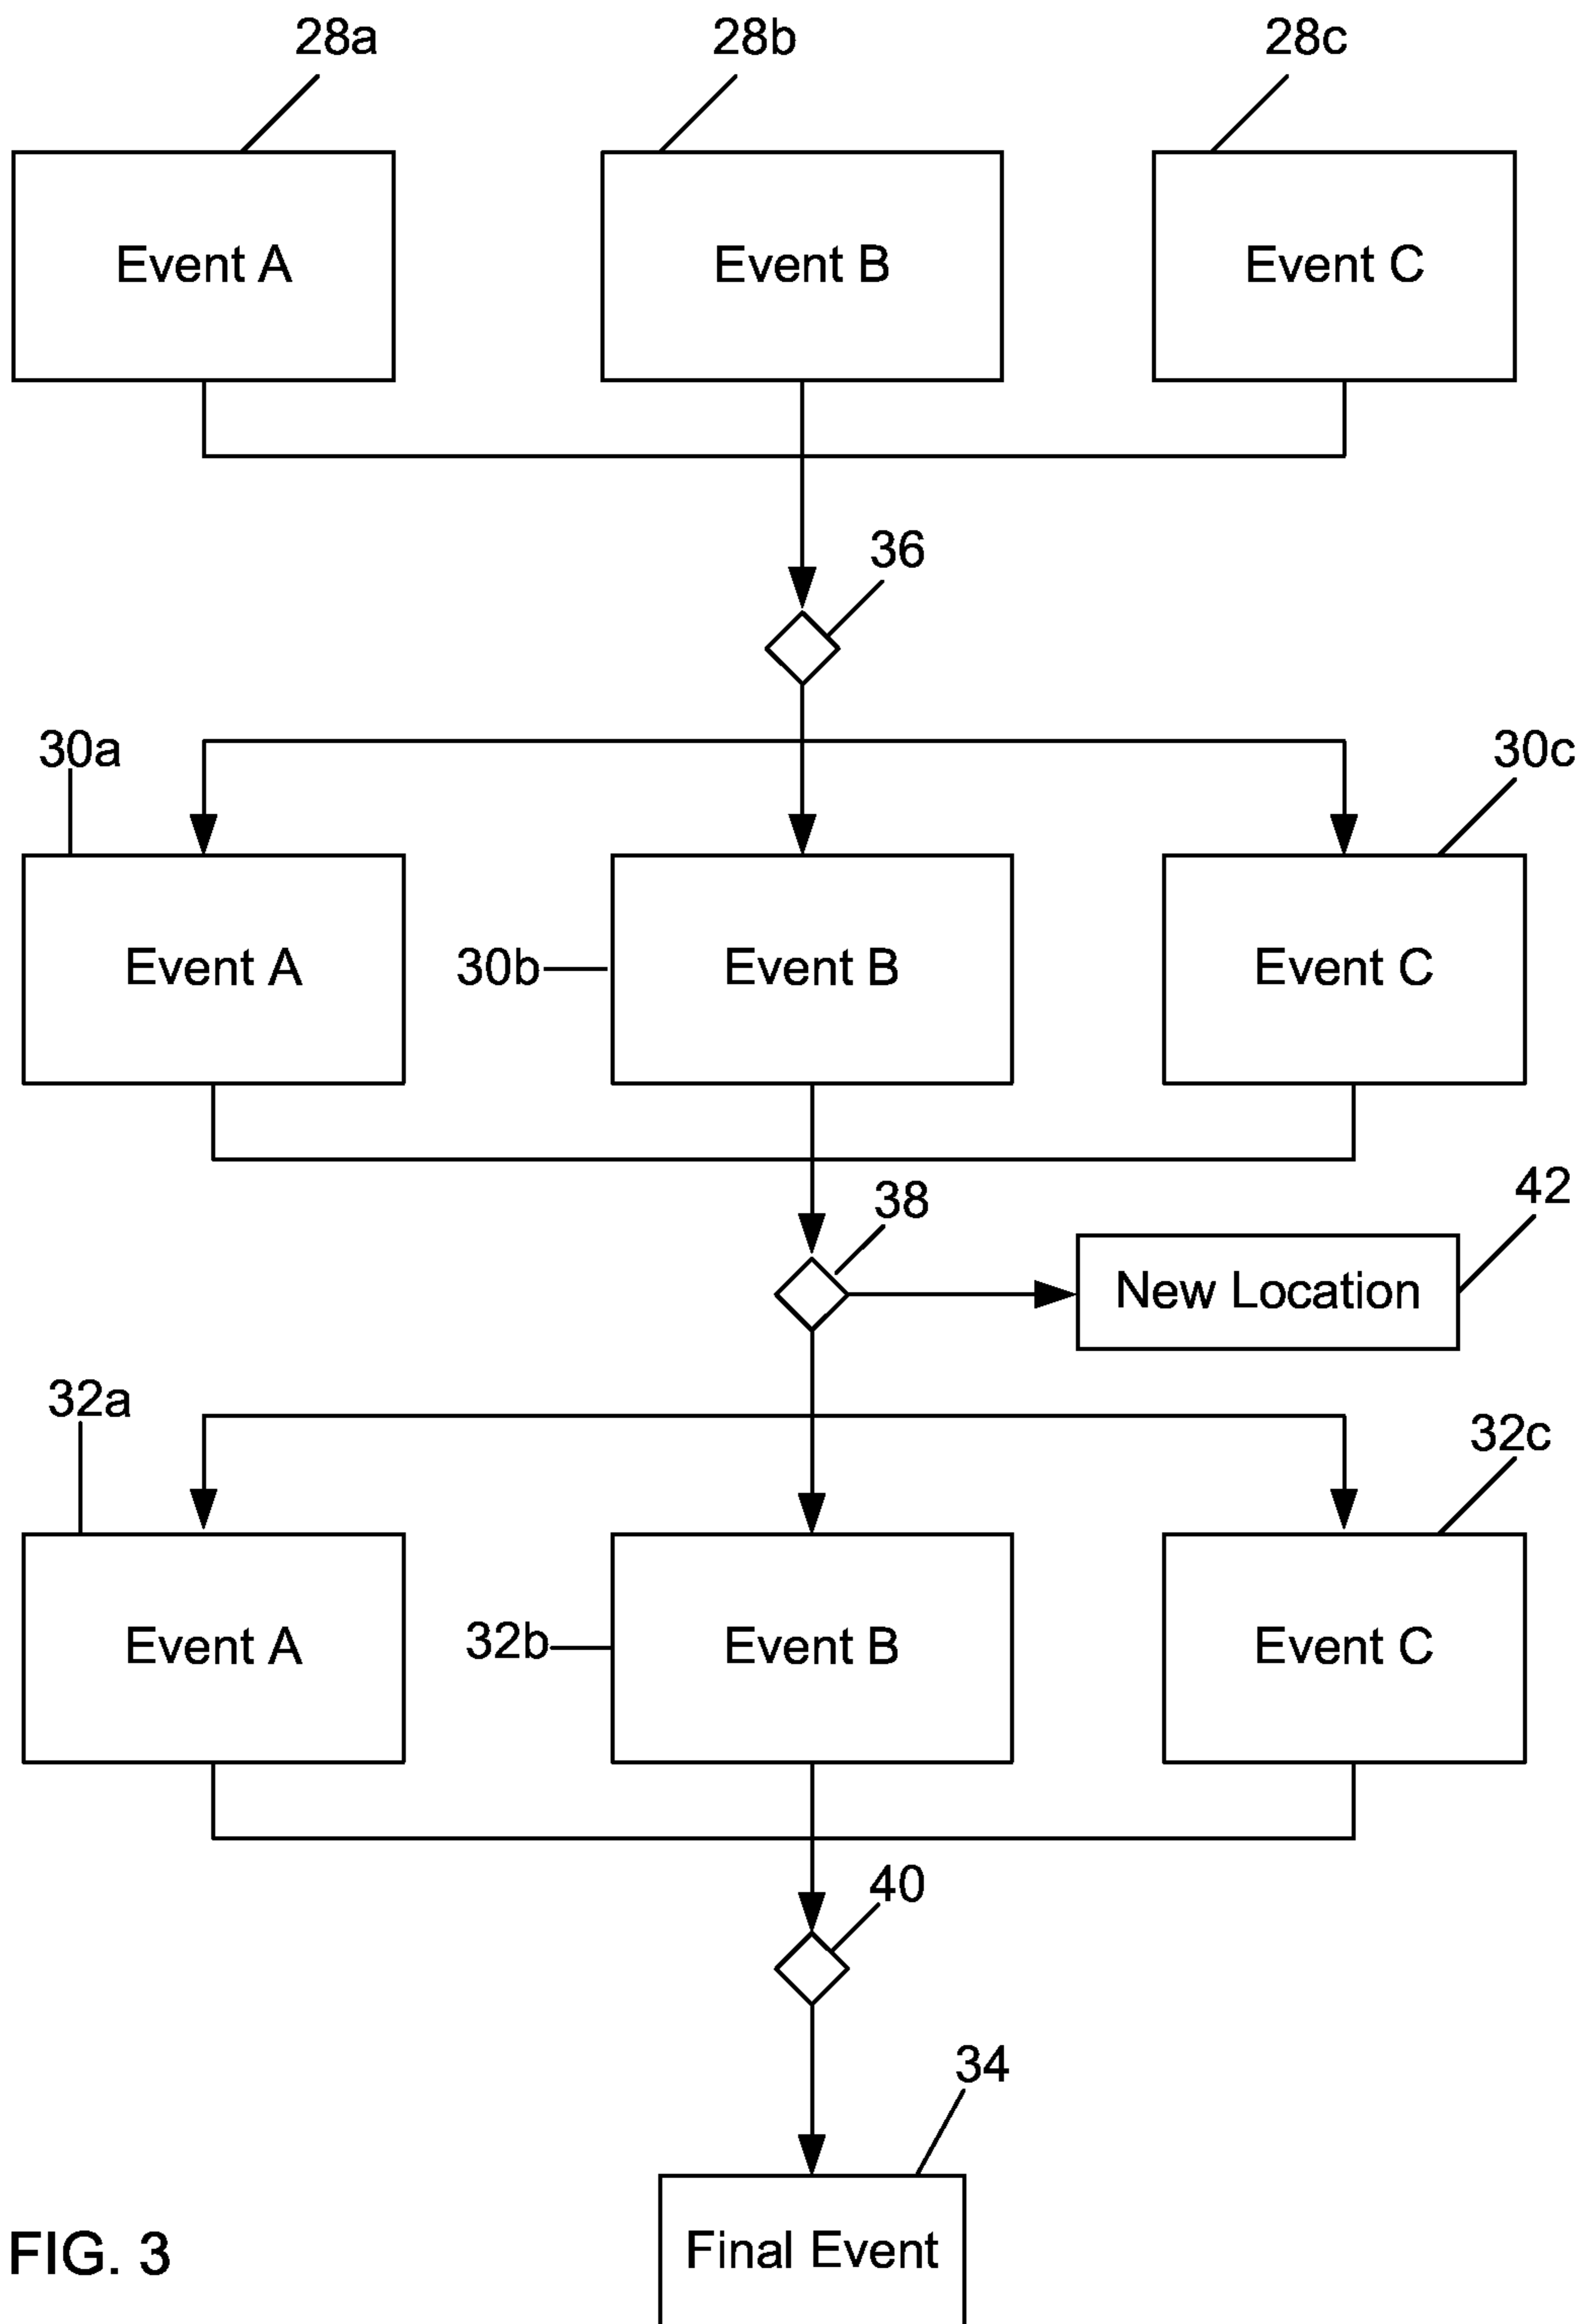 28a 28b 28c
Event A Event B Event C
36
30a 30c
Event A 30b Event B Event C
38 42
New Location
32a 32c
Event A 32b Event B Event C
40
34
Final Event
FIG. 3